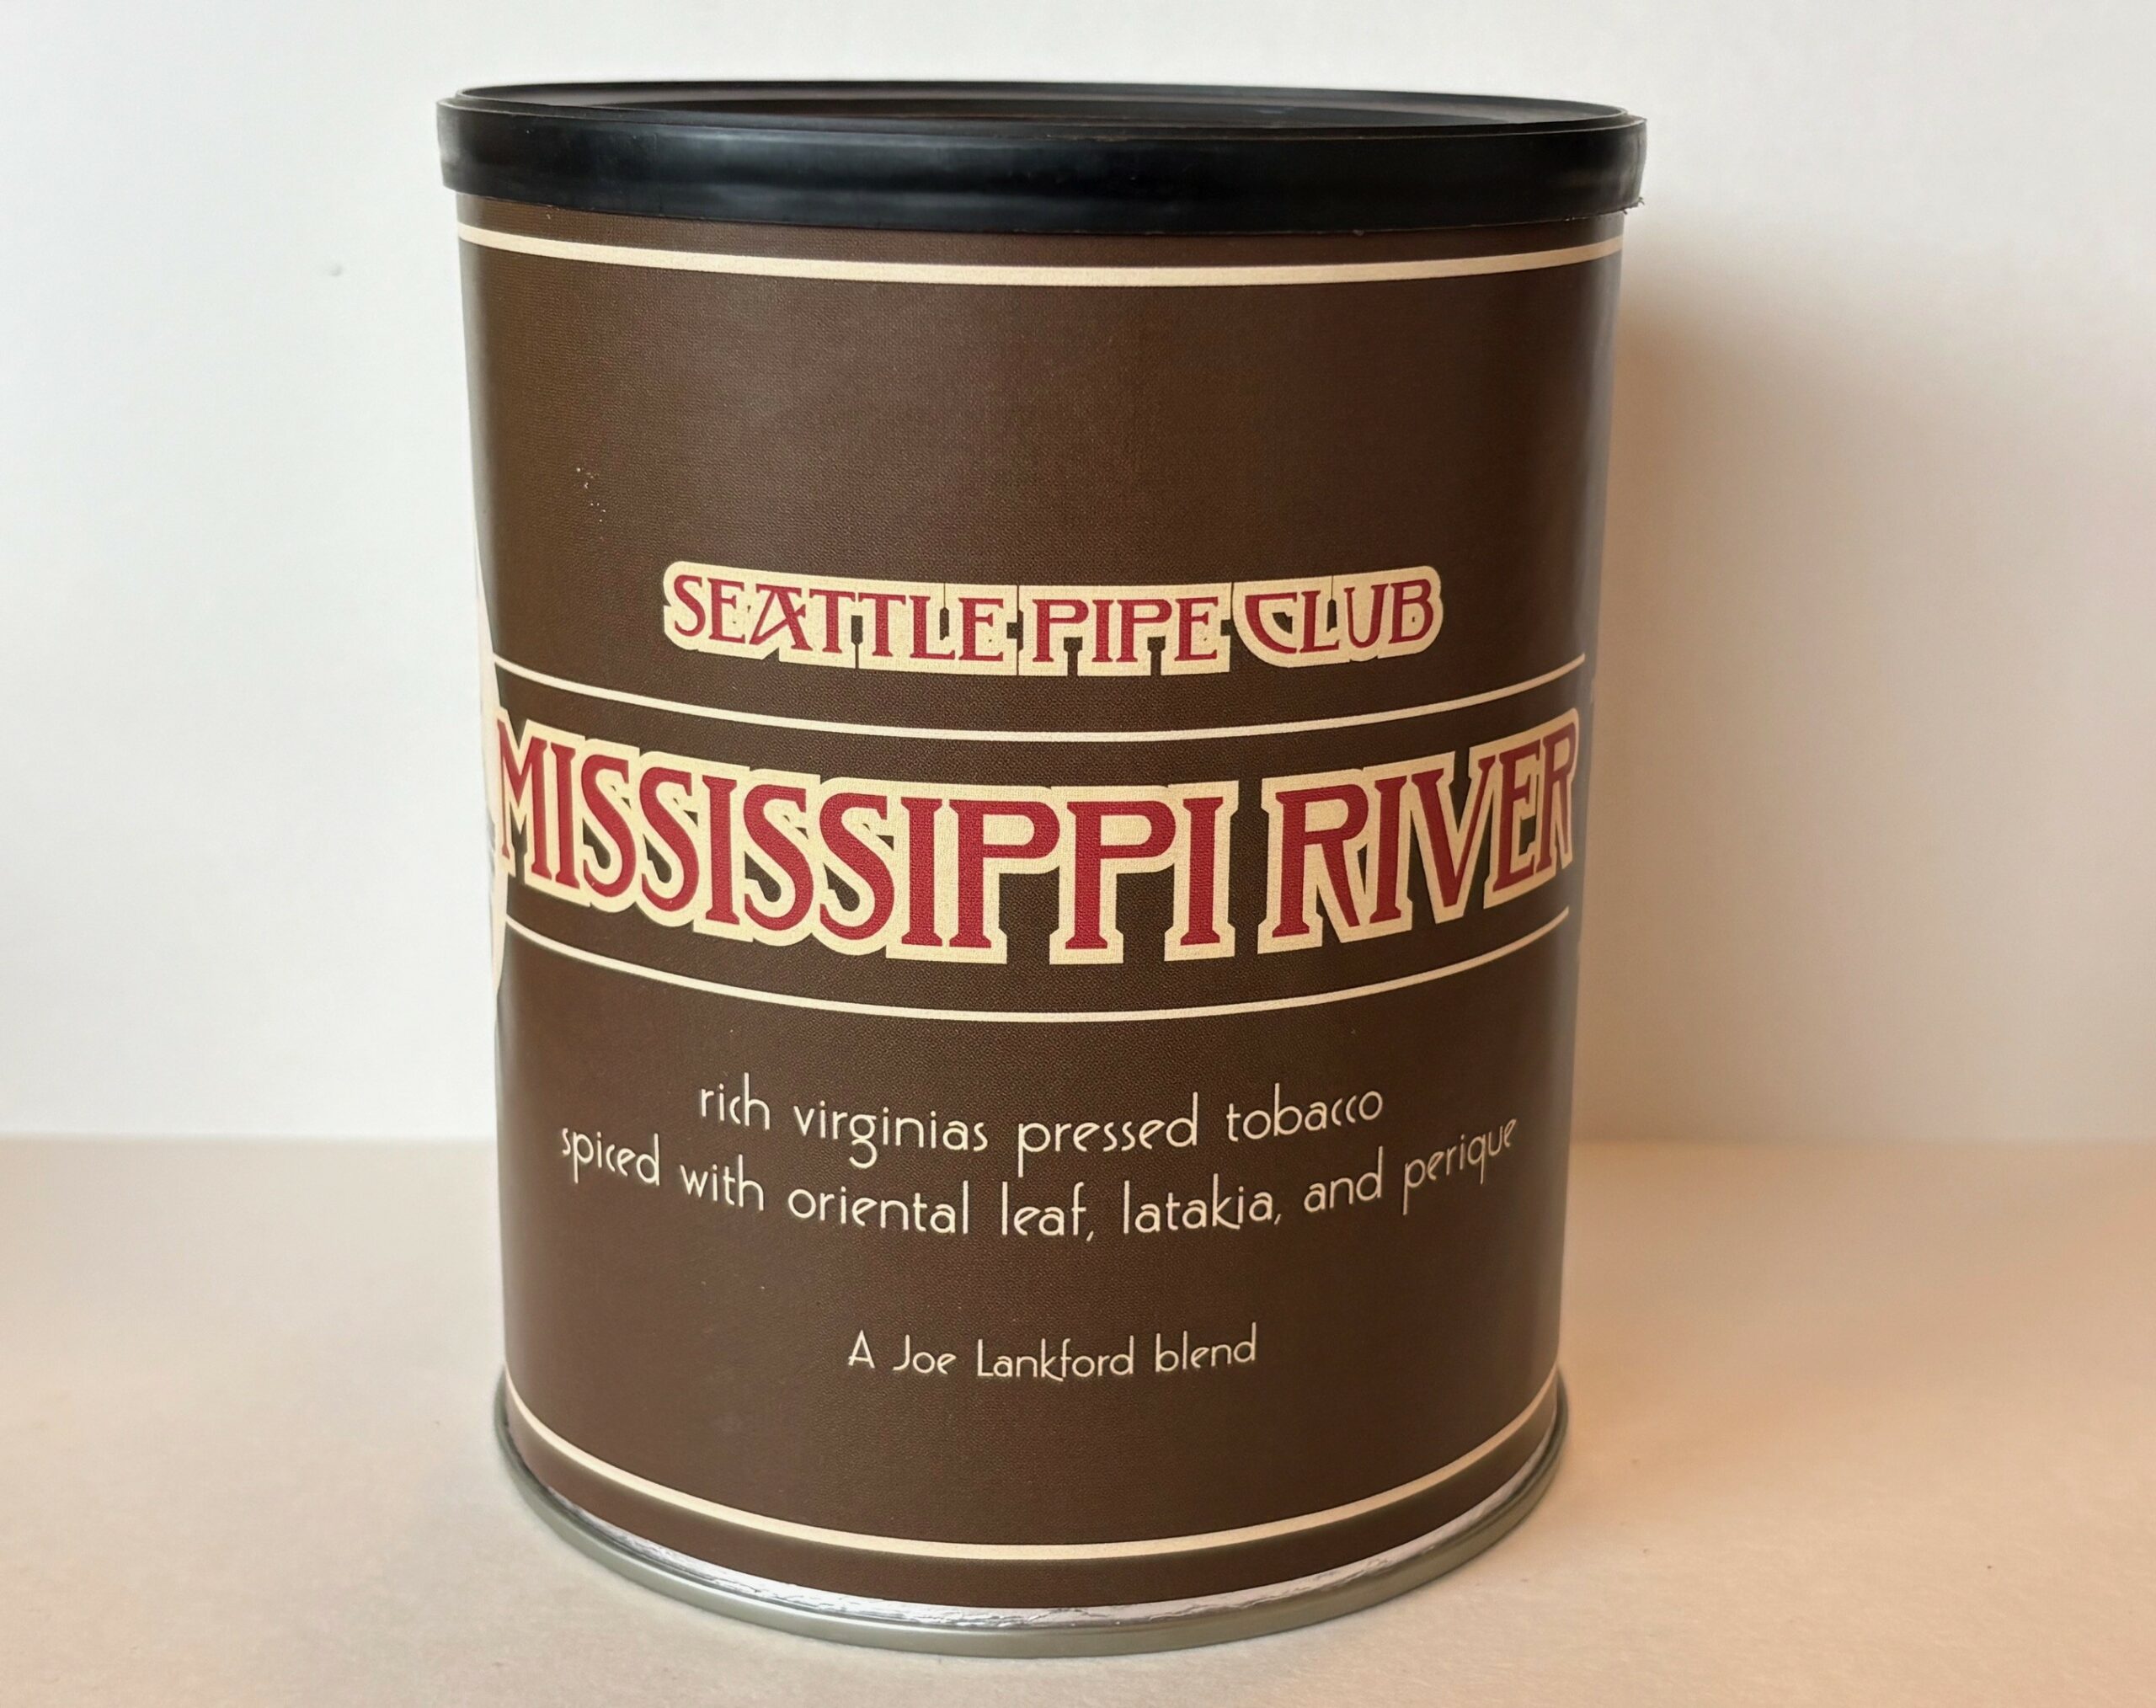 SEATTLE PIPE CLUB
MISSISSIPPI RIVER
rich virginias pressed tobacco
spiced with oriental leaf, latakia, and perique
A Joe Lankford blend